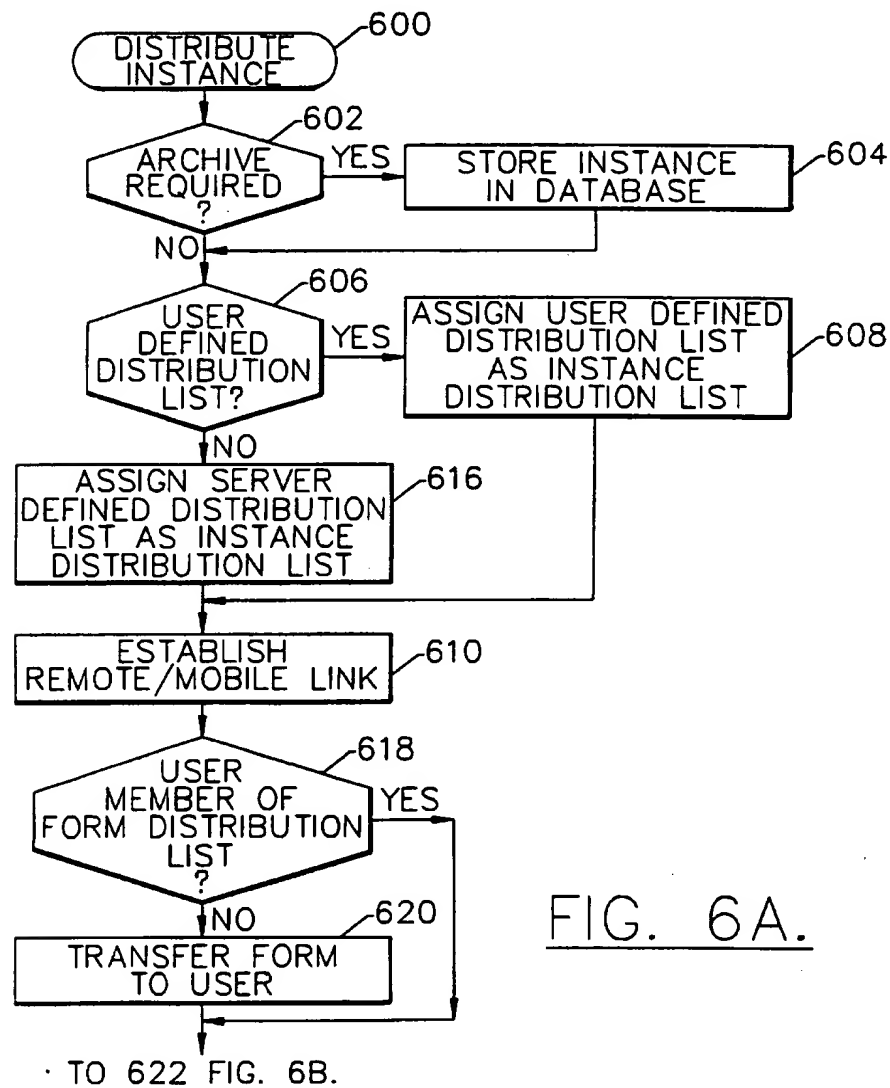 DISTRIBUTE
INSTANCE
600
602
ARCHIVE
REQUIRED
?
YES
STORE INSTANCE
IN DATABASE
604
NO
606
USER
DEFINED
DISTRIBUTION
LIST?
YES
ASSIGN USER DEFINED
DISTRIBUTION LIST
AS INSTANCE
DISTRIBUTION LIST
608
NO
ASSIGN SERVER
DEFINED DISTRIBUTION
LIST AS INSTANCE
DISTRIBUTION LIST
616
ESTABLISH
REMOTE/MOBILE LINK
610
618
USER
MEMBER OF
FORM DISTRIBUTION
LIST
?
YES
NO
620
TRANSFER FORM
TO USER
FIG. 6A.
TO 622 FIG. 6B.